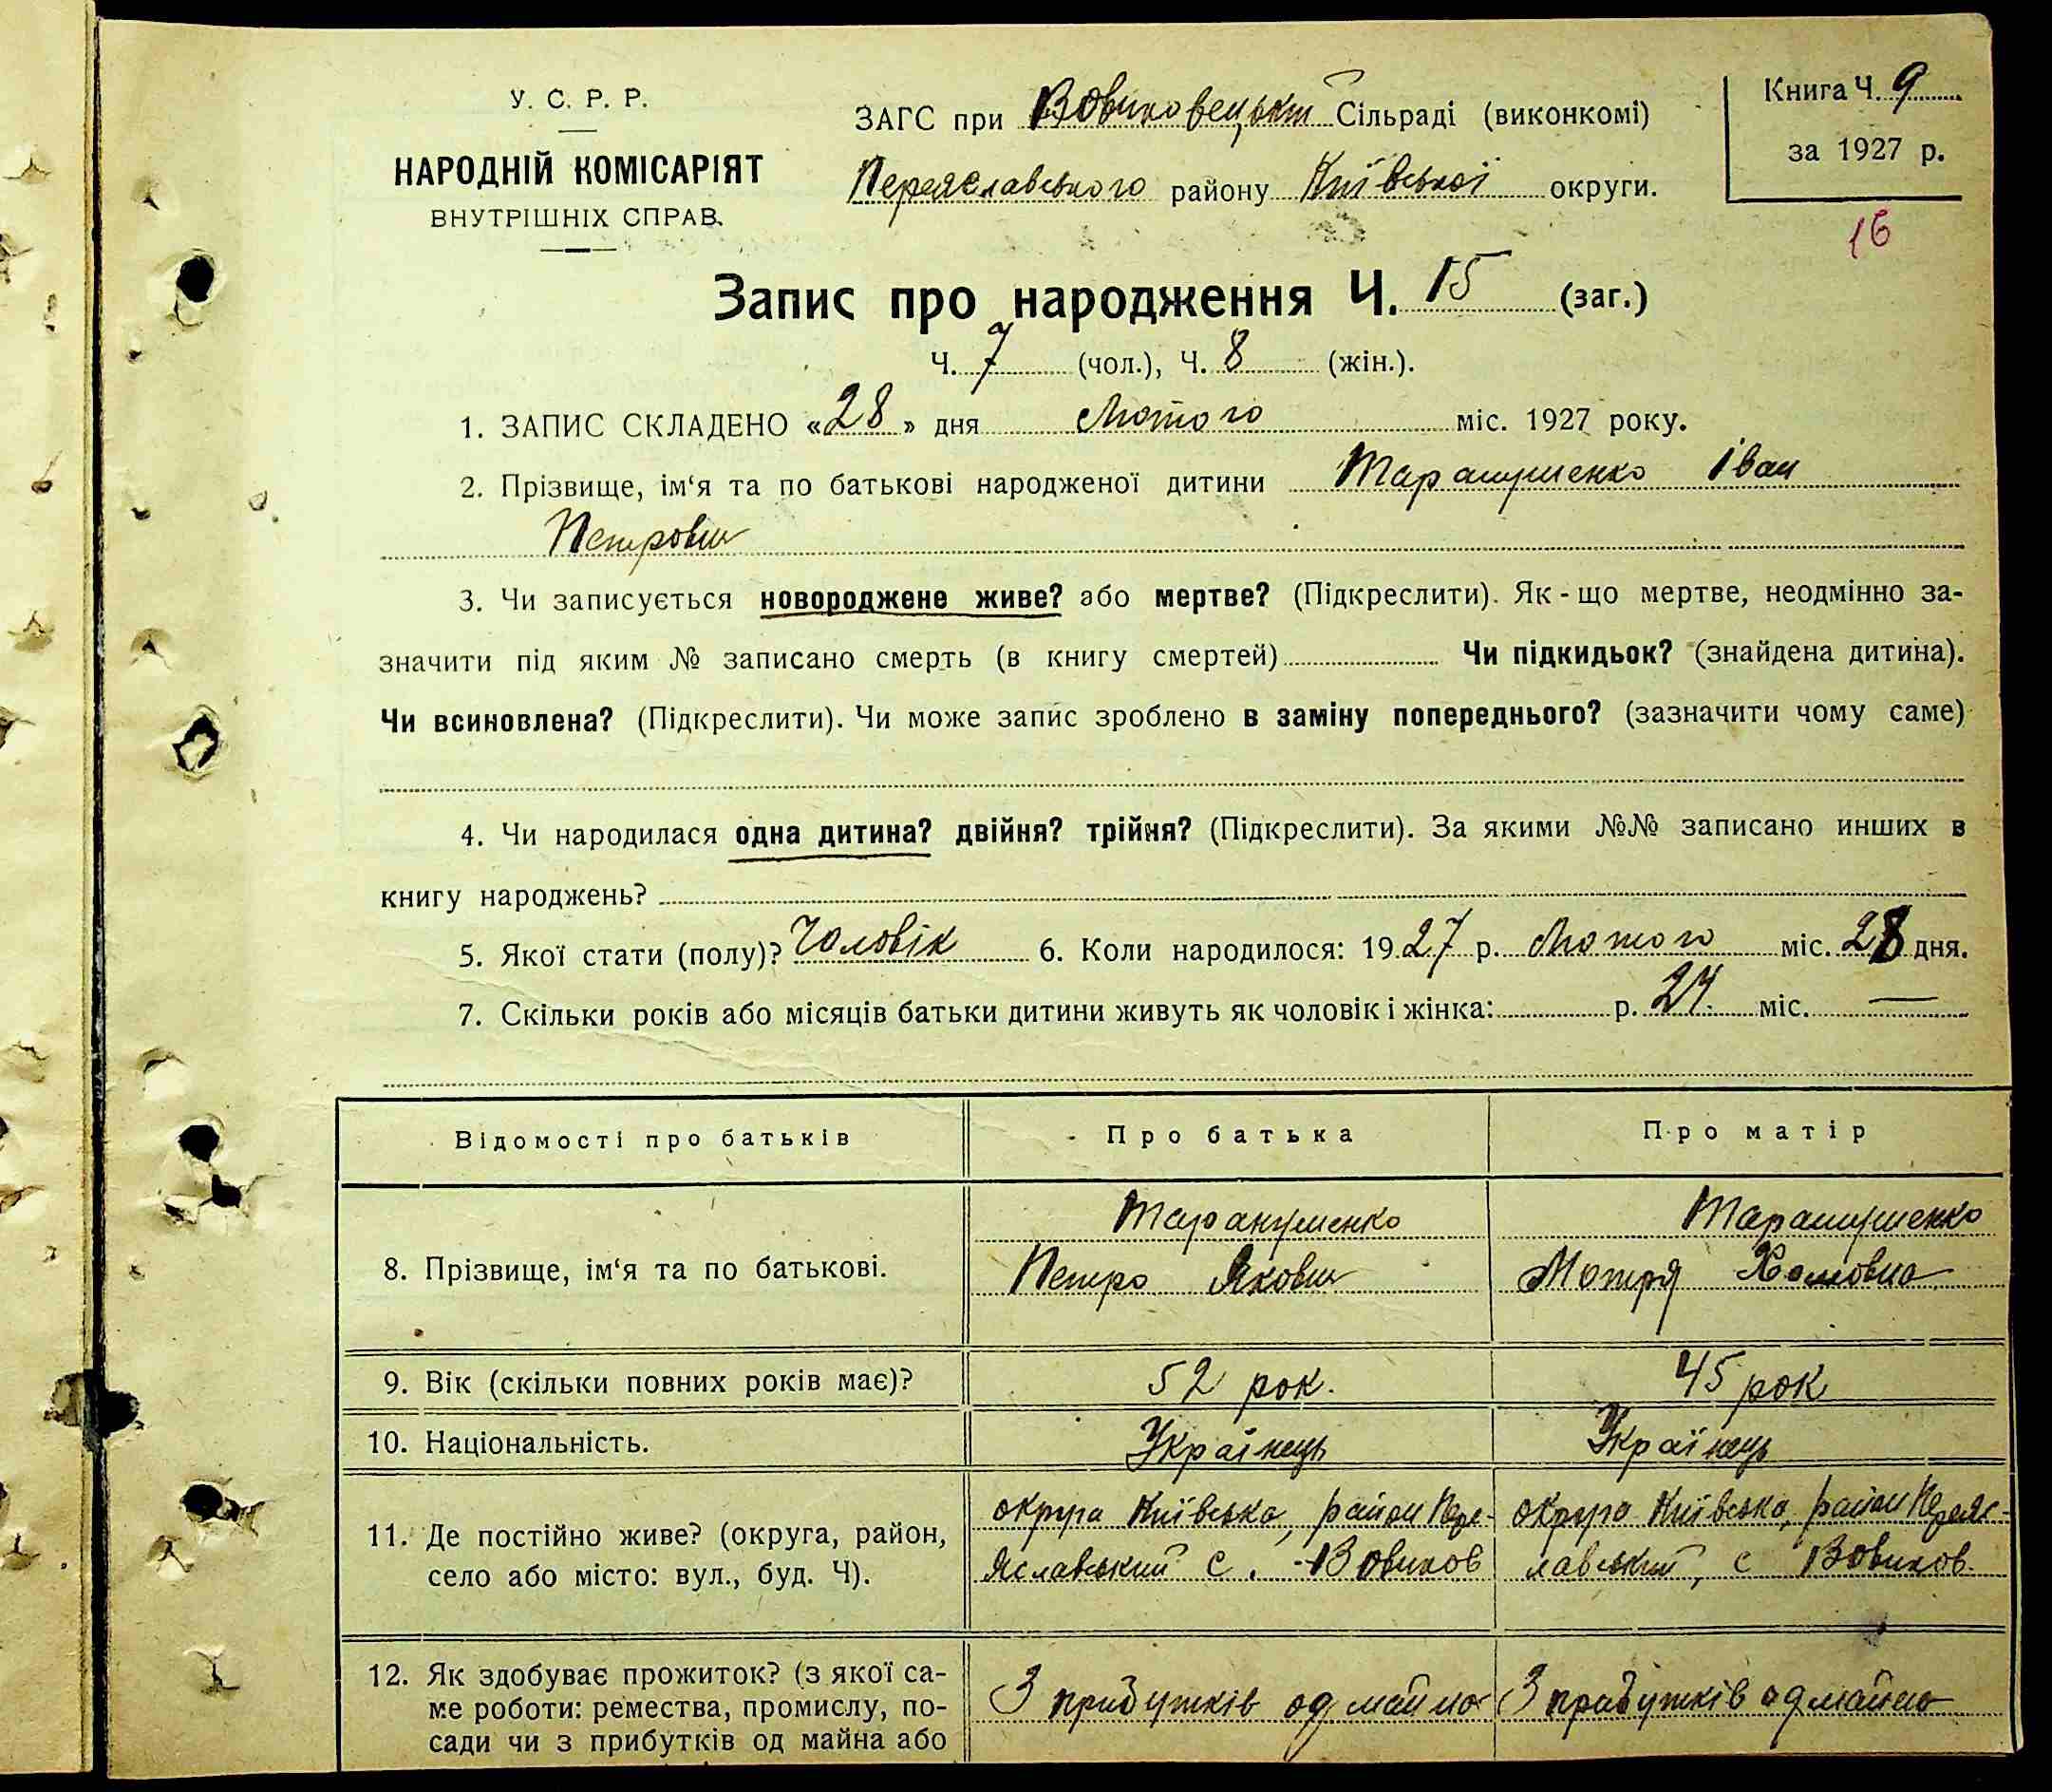 У. С. Р. Р.
НАРОДНІЙ КОМІСАРІЯТ
ВНУТРІШНІХ СПРАВ.
ЗАГС при Вовчковецькій Сільраді (виконкомі)
Переяславського району Київської округи.
Книга Ч. 9
за 1927 р.
16
Запис про народження Ч. 15 (заг.)
Ч. 7 (чол.), Ч. 8 (жін.).
1. ЗАПИС СКЛАДЕНО «28» дня Лютого міс. 1927 року.
2. Прізвище, ім‘я та по батькові народженої дитини Таранушенко Іван
Петрович
3. Чи записується новороджене живе? або мертве? (Підкреслити). Як-що мертве, неодмінно за-
значити під яким № записано смерть (в книгу смертей) Чи підкидьок? (знайдена дитина).
Чи всиновлена? (Підкреслити). Чи може запис зроблено в заміну попереднього? (зазначити чому саме)
4. Чи народилася одна дитина? двійня? трійня? (Підкреслити). За якими №№ записано инших в
книгу народжень?
5. Якої стати (полу)? Чоловік 6. Коли народилося: 1927 р. Лютого міс. 28 дня.
7. Скільки років або місяців батьки дитини живуть як чоловік і жінка: р. 24. міс. —
Відомості про батьків Про батька Про матір
8. Прізвище, ім‘я та по батькові.
Таранушенко
Петро Якович
Таранушенко
Мотря Хомовна
9. Вік (скільки повних років має)? 52 рок. 45 рок
10. Національність. Українець Українець
11. Де постійно живе? (округа, район,
село або місто: вул., буд. Ч).
округа Київська, район Пере-
яславський с. Вовчков
округа Київська, район Переяс-
лавський, с Вовчков.
12. Як здобуває прожиток? (з якої са-
ме роботи: ремества, промислу, по-
сади чи з прибутків од майна або
З прибутків од майна
З прибутків од майна